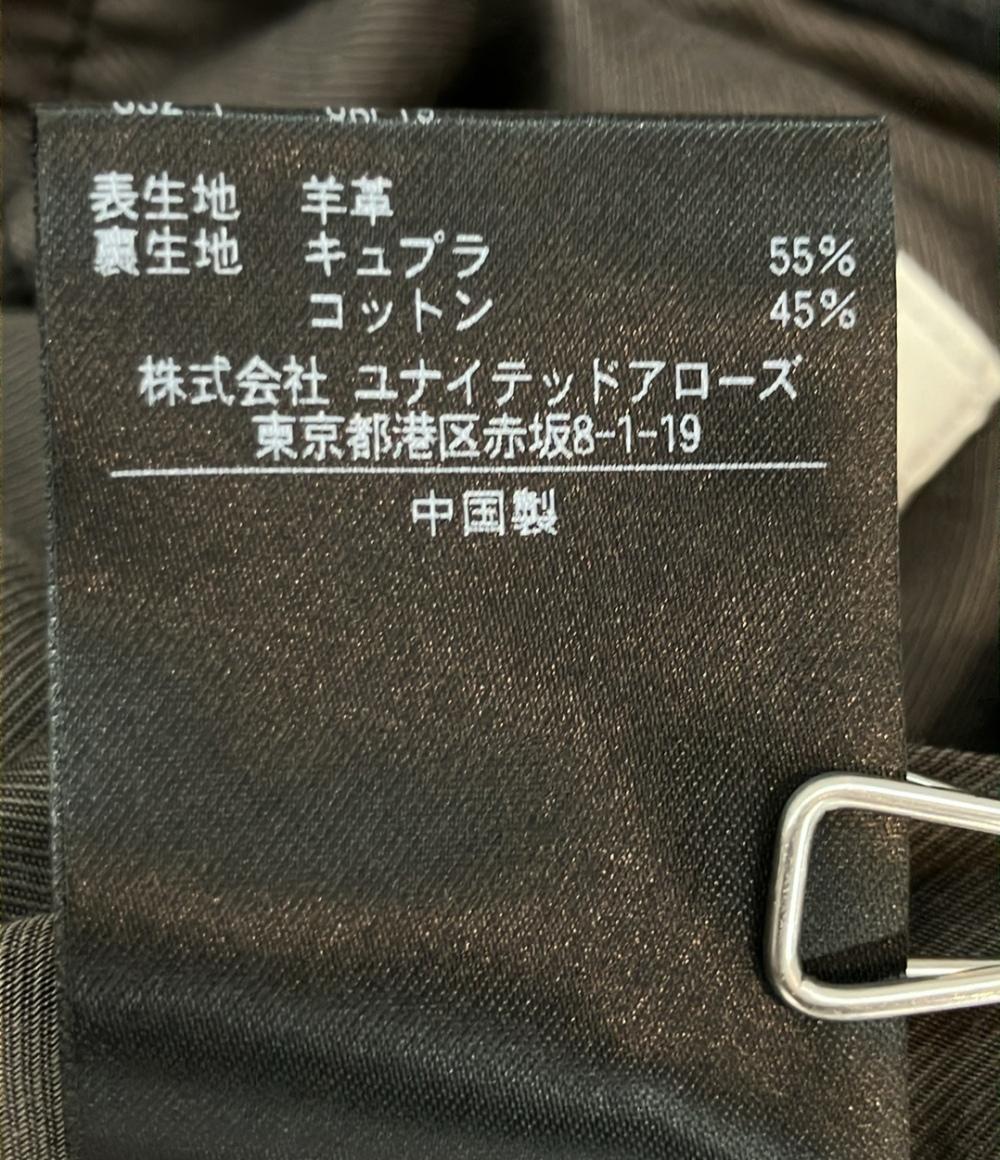 表生地 羊革
裏生地 キュプラ 55%
コットン 45%
株式会社 ユナイテッドアローズ
東京都港区赤坂8-1-19
中国製